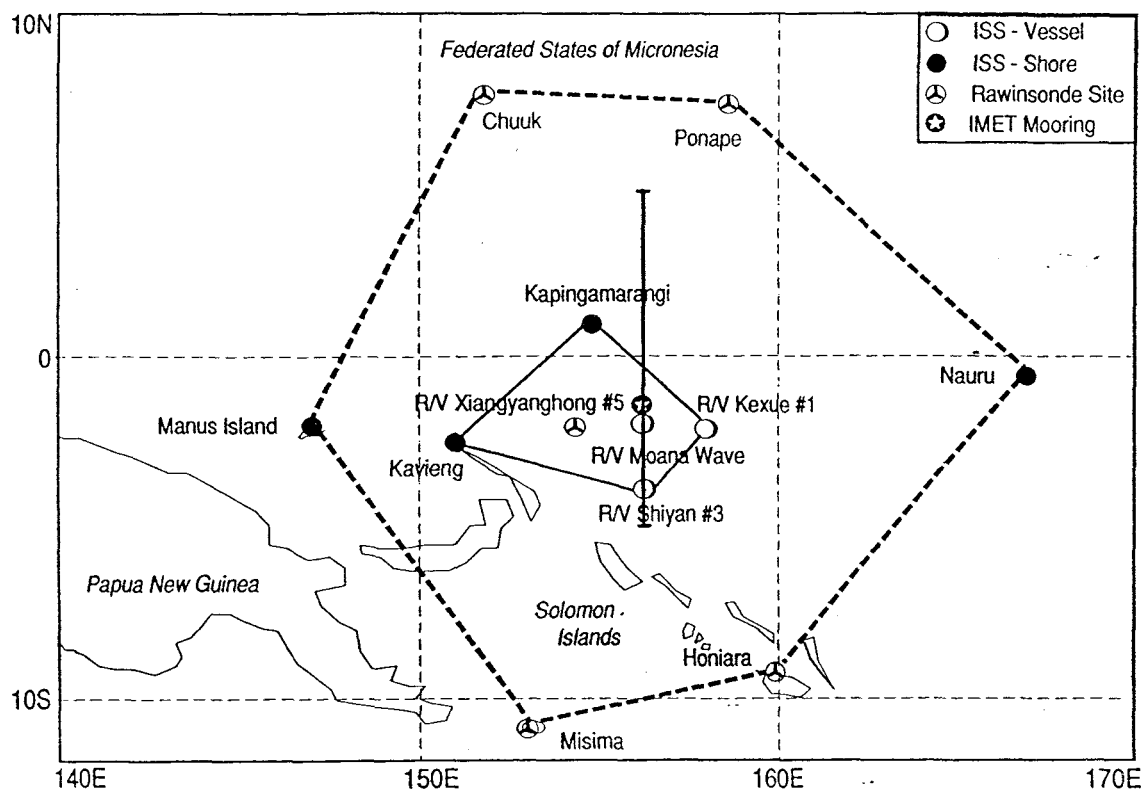 10N
Federated States of Micronesia
ISS - Vessel
ISS - Shore
Rawinsonde Site
IMET Mooring
Chuuk
Ponape
Kapingamarangi
0
Nauru
R/V Xiangyanghong #5
R/V Kexue #1
Manus Island
Kavieng
R/V Moana Wave
R/V Shiyan #3
Papua New Guinea
Solomon
Islands
Honiara
10S
Misima
140E
150E
160E
170E